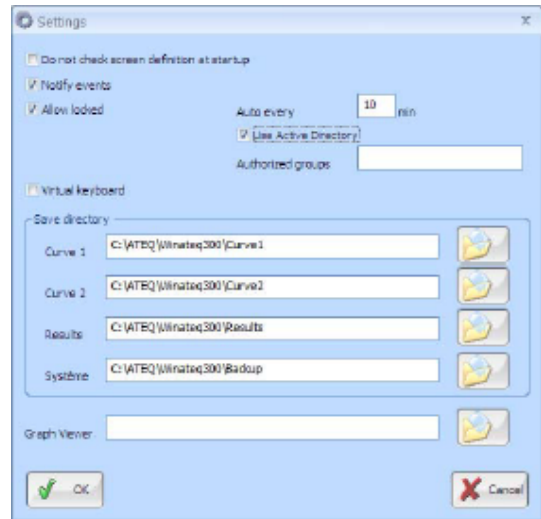 Settings
x
Do not check screen definition at startup
Notify events
Allow locked
Auto every 10 min
Use Active Directory
Authorized groups
Virtual keyboard
Save directory
Curve 1 C:\ATEQ\Winateq300\Curve1
Curve 2 C:\ATEQ\Winateq300\Curve2
Results C:\ATEQ\Winateq300\Results
Système C:\ATEQ\Winateq300\Backup
Graph Viewer
OK Cancel